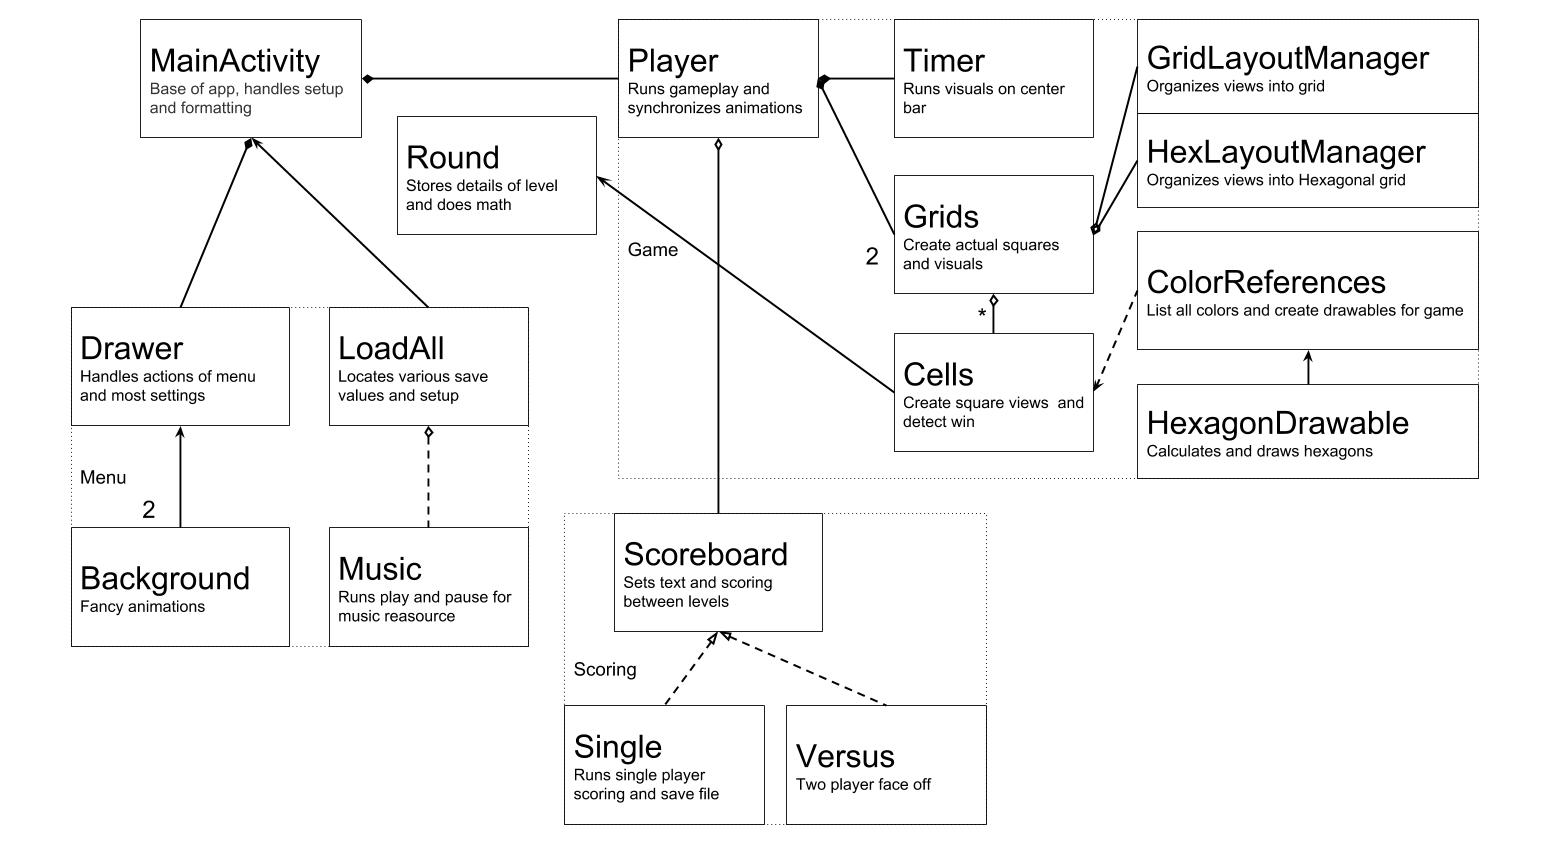 MainActivity
Base of app, handles setup
and formatting
Player
Runs gameplay and
synchronizes animations
Timer
Runs visuals on center
bar
GridLayoutManager
Organizes views into grid
HexLayoutManager
Organizes views into Hexagonal grid
Round
Stores details of level
and does math
Game
Grids
Create actual squares
and visuals
2
*
ColorReferences
List all colors and create drawables for game
Drawer
Handles actions of menu
and most settings
LoadAll
Locates various save
values and setup
Cells
Create square views  and
detect win
HexagonDrawable
Calculates and draws hexagons
Menu
2
Background
Fancy animations
Music
Runs play and pause for
music reasource
Scoreboard
Sets text and scoring
between levels
Scoring
Single
Runs single player
scoring and save file
Versus
Two player face off